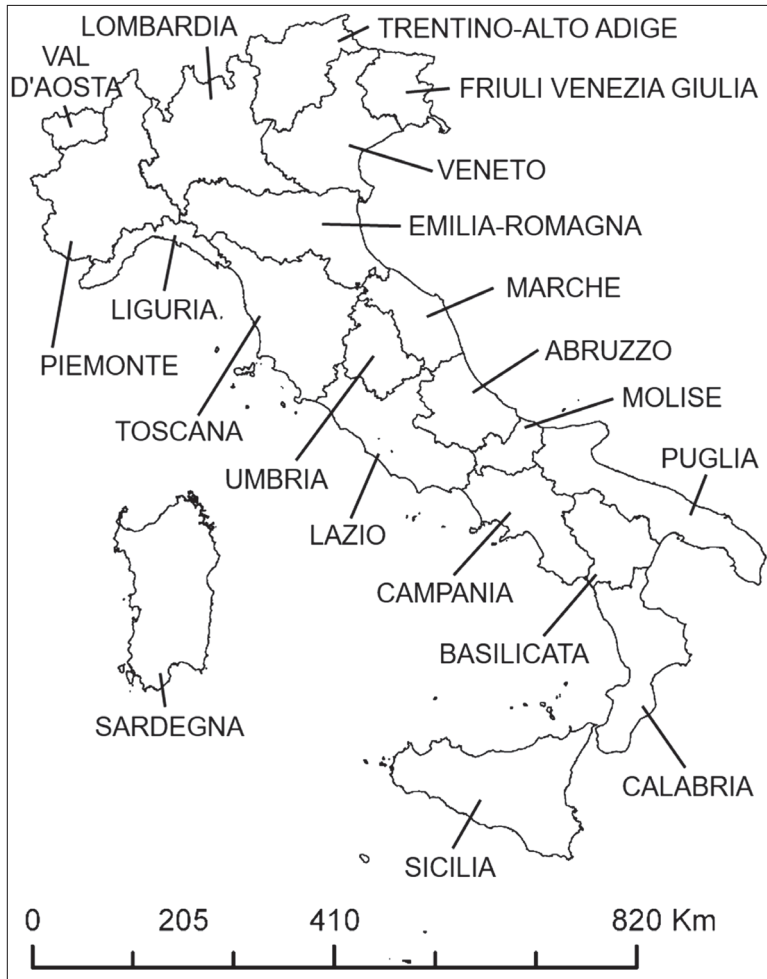 LOMBARDIA
TRENTINO-ALTO ADIGE
VAL
D'AOSTA
FRIULI VENEZIA GIULIA
VENETO
EMILIA-ROMAGNA
MARCHE
LIGURIA.
PIEMONTE
ABRUZZO
MOLISE
TOSCANA
UMBRIA
PUGLIA
LAZIO
CAMPANIA
BASILICATA
SARDEGNA
CALABRIA
SICILIA
0 205 410 820 Km